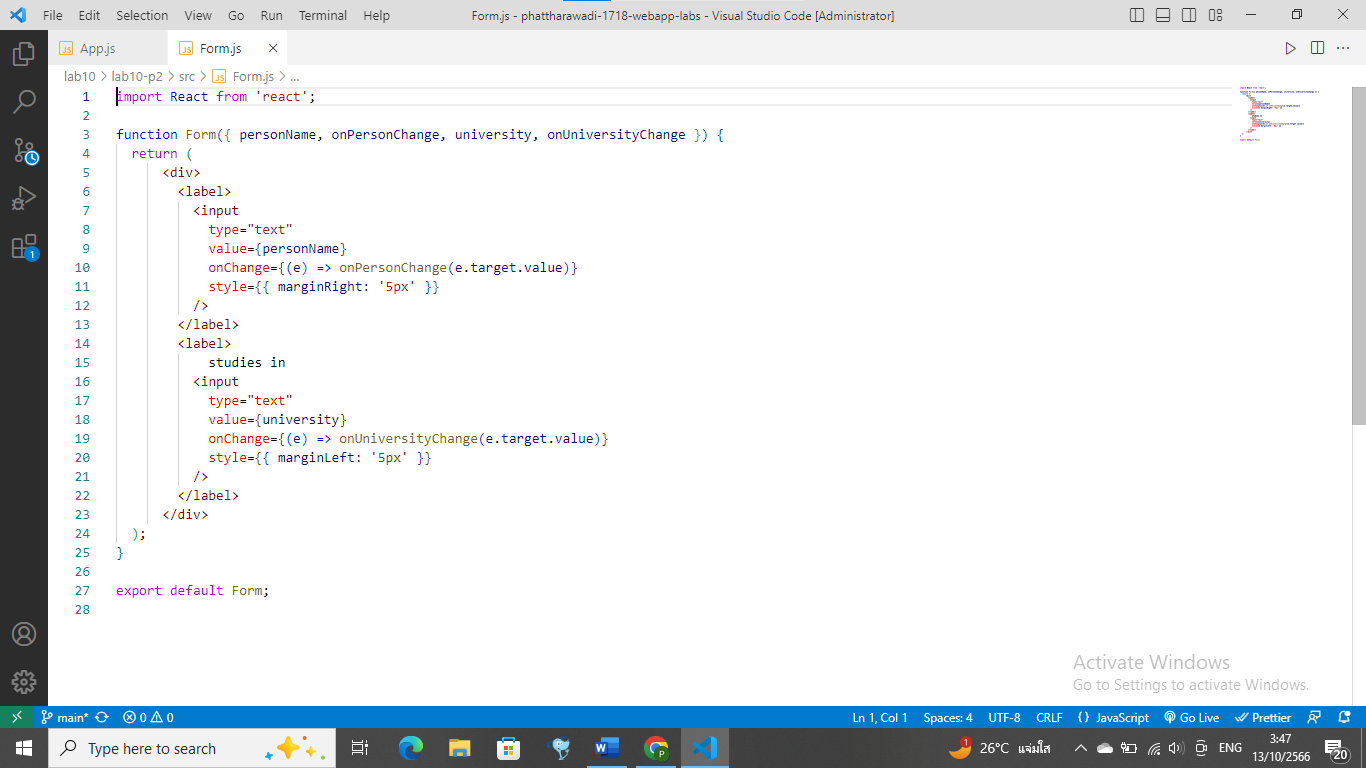 File Edit Selection View Go Run Terminal Help Form.js - phattharawadi-1718-webapp-labs - Visual Studio Code [Administrator]
JS App.js JS Form.js
lab10 > lab10-p2 > src > JS Form.js > ...
1 import React from 'react';
2
3 function Form({ personName, onPersonChange, university, onUniversityChange }) {
4 return (
5 <div>
6 <label>
7 <input
8 type="text"
9 value={personName}
10 onChange={(e) => onPersonChange(e.target.value)}
11 style={{ marginRight: '5px' }}
12 />
13 </label>
14 <label>
15 studies in
16 <input
17 type="text"
18 value={university}
19 onChange={(e) => onUniversityChange(e.target.value)}
20 style={{ marginLeft: '5px' }}
21 />
22 </label>
23 </div>
24 );
25 }
26
27 export default Form;
28
1
Activate Windows
Go to Settings to activate Windows.
main* 0 0 Ln 1, Col 1 Spaces: 4 UTF-8 CRLF {} JavaScript Go Live Prettier
Type here to search 1 26°C แจ่มใส ENG 3:47
13/10/2566 20